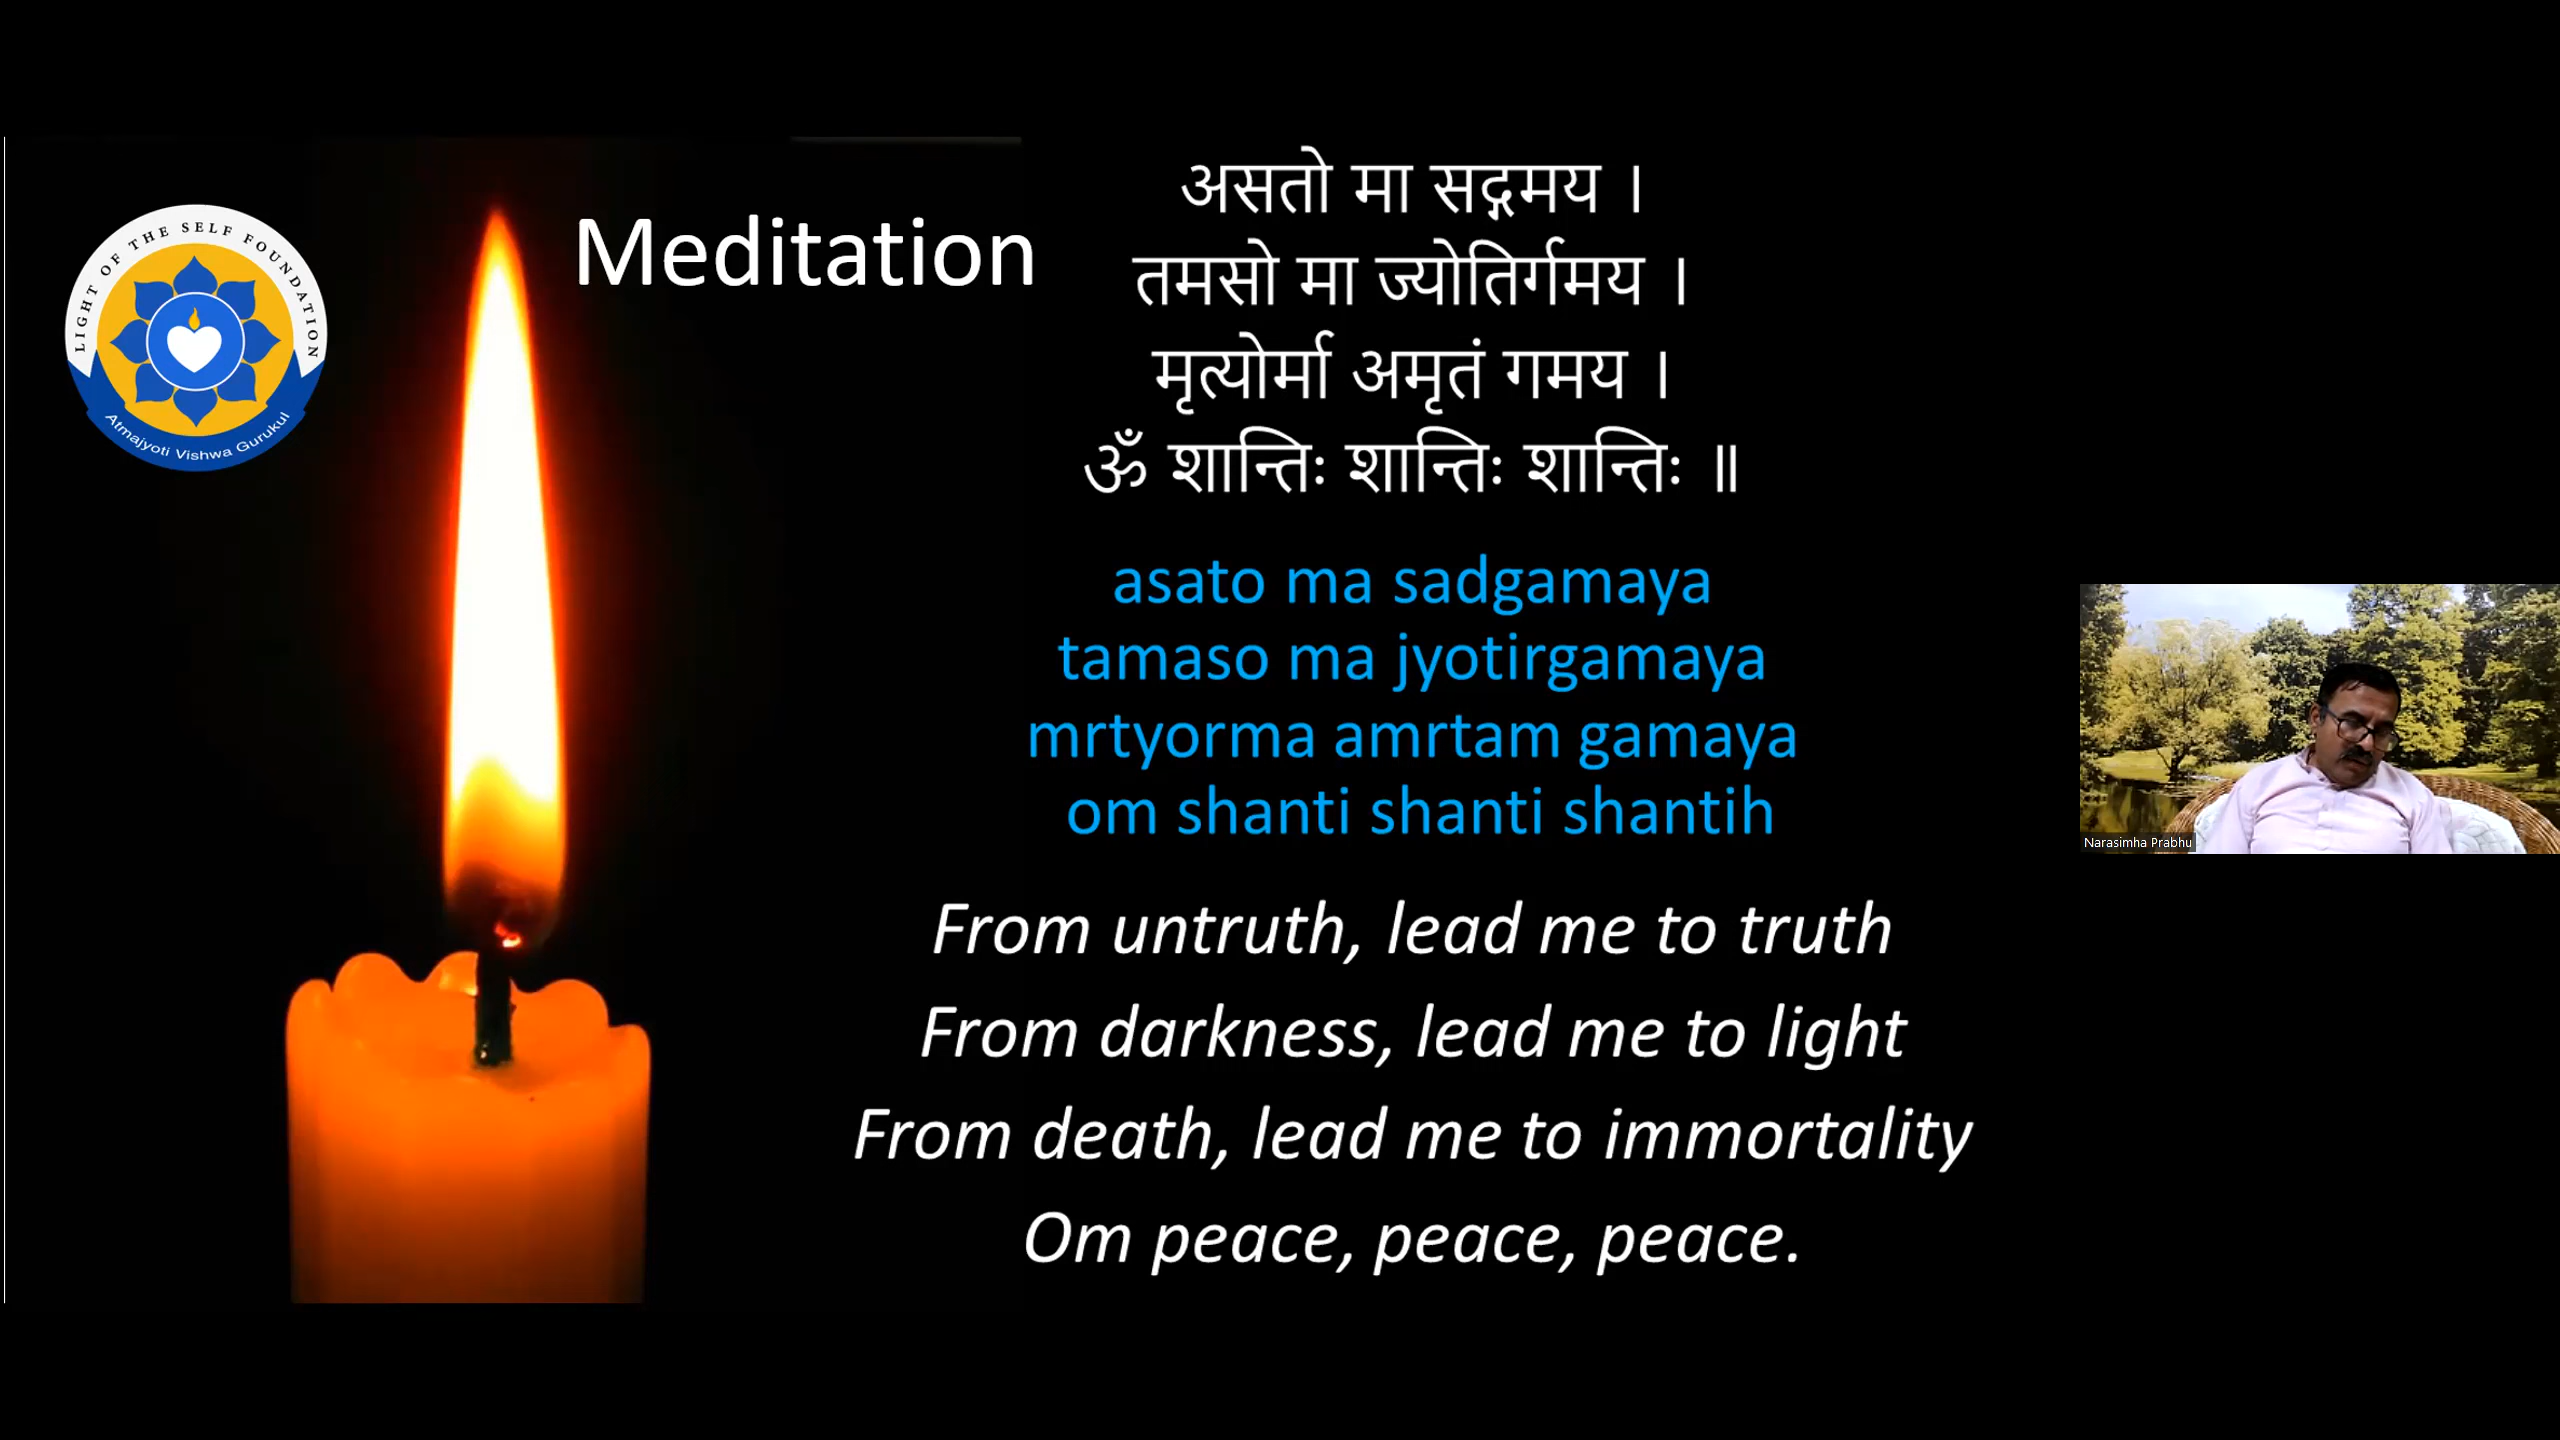 LIGHT OF THE SELF FOUNDATION
Atmajyoti Vishwa Gurukul
Meditation
असतो मा सद्गमय ।
तमसो मा ज्योतिर्गमय ।
मृत्योर्मा अमृतं गमय ।
ॐ शान्तिः शान्तिः शान्तिः ॥
asato ma sadgamaya
tamaso ma jyotirgamaya
mrtyorma amrtam gamaya
om shanti shanti shantih
From untruth, lead me to truth
From darkness, lead me to light
From death, lead me to immortality
Om peace, peace, peace.
Narasimha Prabhu